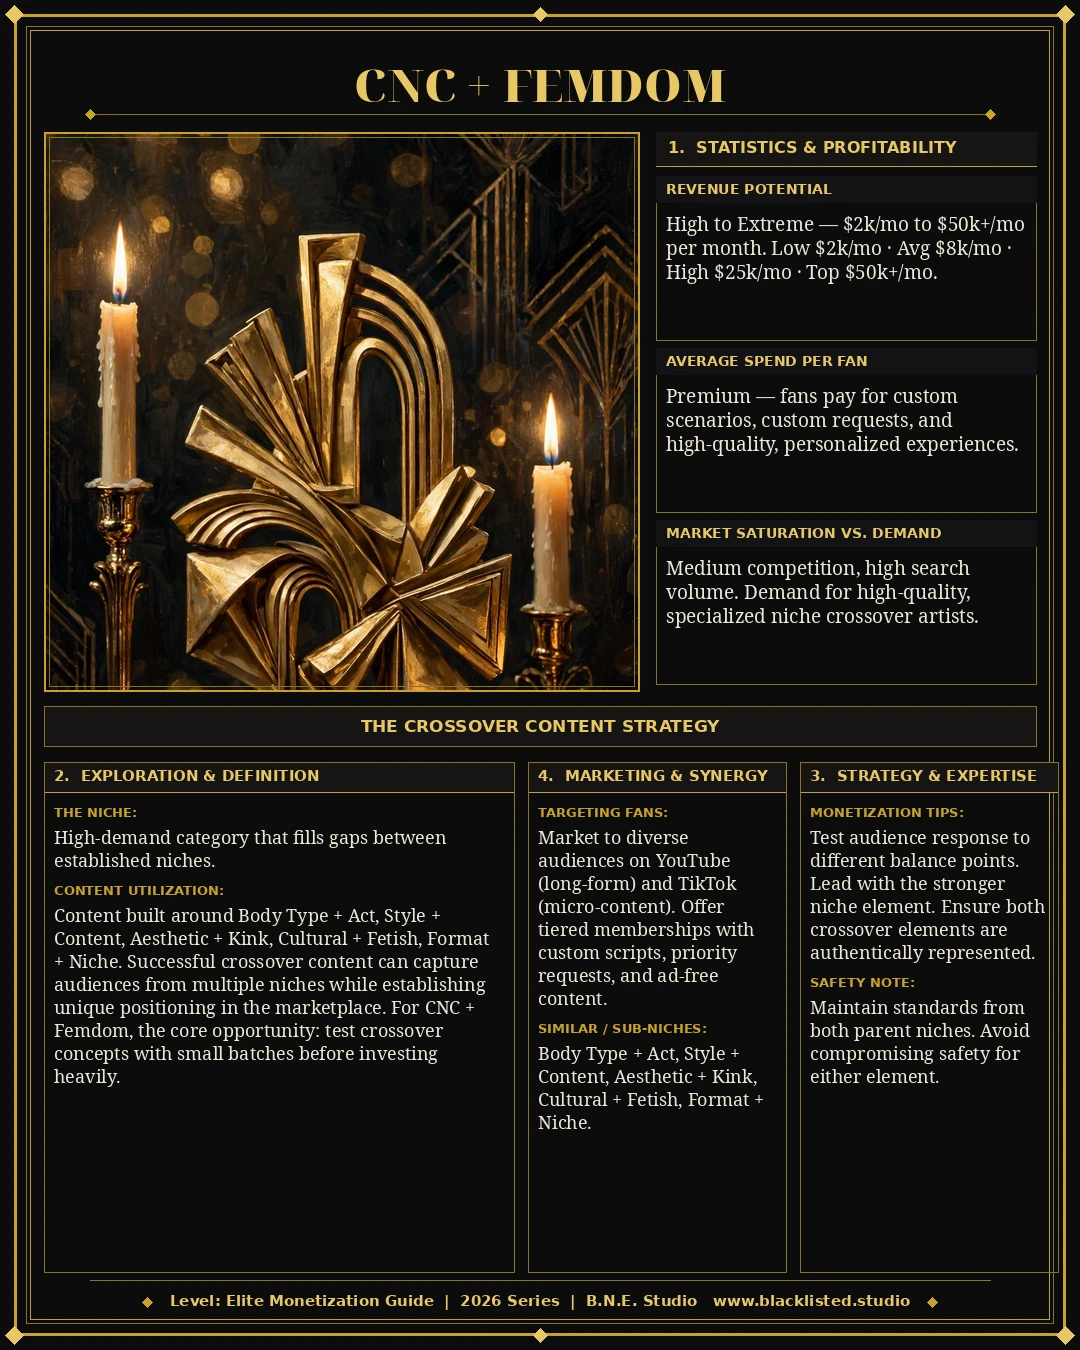 CNC + FEMDOM
1. STATISTICS & PROFITABILITY
REVENUE POTENTIAL
High to Extreme — $2k/mo to $50k+/mo
per month. Low $2k/mo · Avg $8k/mo ·
High $25k/mo · Top $50k+/mo.
AVERAGE SPEND PER FAN
Premium — fans pay for custom
scenarios, custom requests, and
high-quality, personalized experiences.
MARKET SATURATION VS. DEMAND
Medium competition, high search
volume. Demand for high-quality,
specialized niche crossover artists.
THE CROSSOVER CONTENT STRATEGY
2. EXPLORATION & DEFINITION
THE NICHE:
High-demand category that fills gaps between
established niches.
CONTENT UTILIZATION:
Content built around Body Type + Act, Style +
Content, Aesthetic + Kink, Cultural + Fetish, Format
+ Niche. Successful crossover content can capture
audiences from multiple niches while establishing
unique positioning in the marketplace. For CNC +
Femdom, the core opportunity: test crossover
concepts with small batches before investing
heavily.
4. MARKETING & SYNERGY
TARGETING FANS:
Market to diverse
audiences on YouTube
(long-form) and TikTok
(micro-content). Offer
tiered memberships with
custom scripts, priority
requests, and ad-free
content.
SIMILAR / SUB-NICHES:
Body Type + Act, Style +
Content, Aesthetic + Kink,
Cultural + Fetish, Format +
Niche.
3. STRATEGY & EXPERTISE
MONETIZATION TIPS:
Test audience response to
different balance points.
Lead with the stronger
niche element. Ensure both
crossover elements are
authentically represented.
SAFETY NOTE:
Maintain standards from
both parent niches. Avoid
compromising safety for
either element.
Level: Elite Monetization Guide | 2026 Series | B.N.E. Studio www.blacklisted.studio